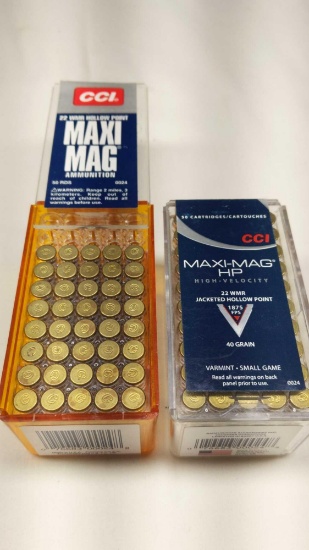 CCI.
22 WMR HOLLOW POINT
MAXI
MAG
AMMUNITION
50 RDS 0024
⚠WARNING: Range 2 miles, 3
kilometers. Keep out of
reach of children. Read all
warnings before use.
50 CARTRIDGES/CARTOUCHES
CCI
MAXI-MAG®
HP
HIGH-VELOCITY
22 WMR
JACKETED HOLLOW POINT
1875
FPS
40 GRAIN
VARMINT • SMALL GAME
Read all warnings on back
panel prior to use.
0024